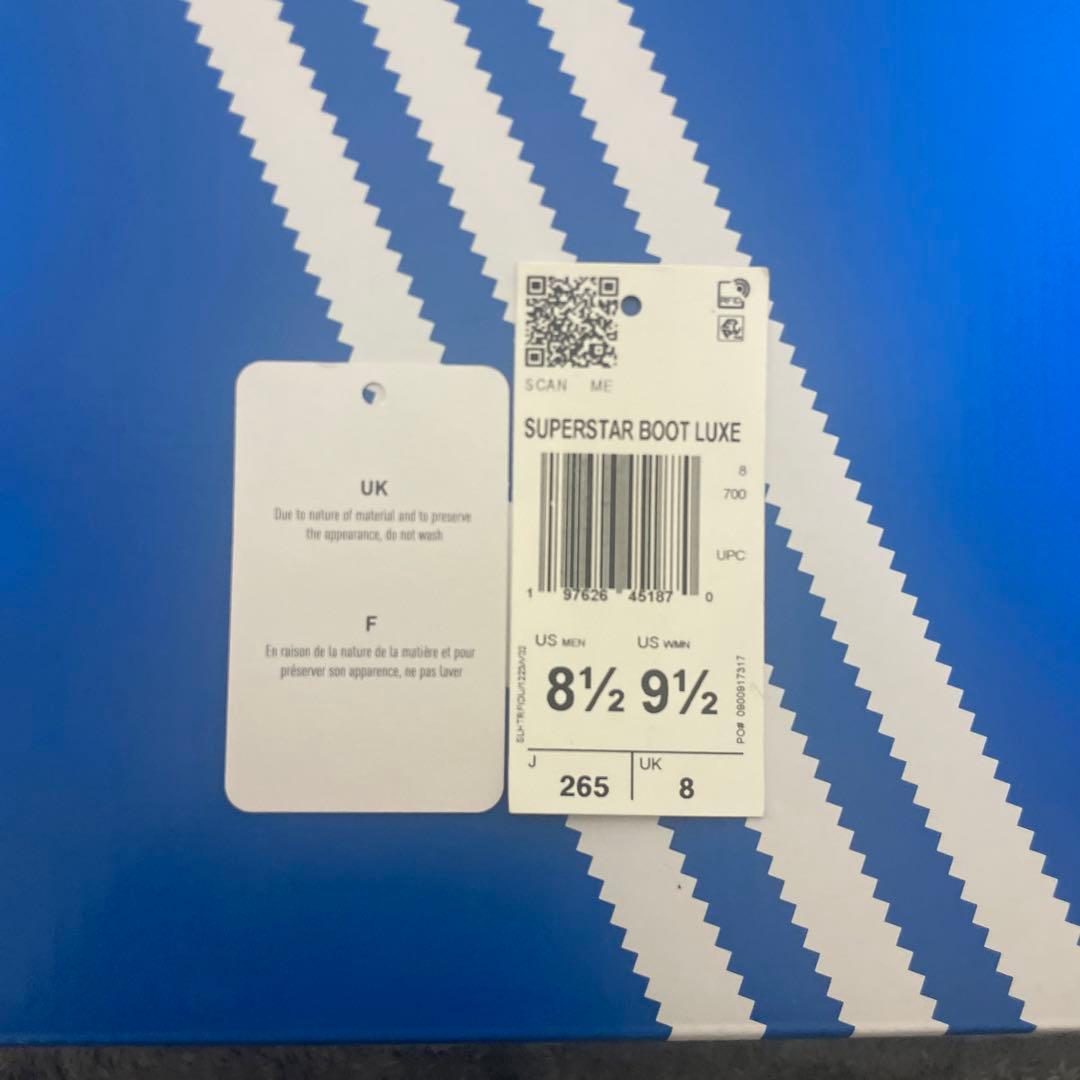 UK
Due to nature of material and to preserve
the appearance, do not wash
F
En raison de la nature de la matière et pour
préserver son apparence, ne pas laver
RFID
SCAN ME
SUPERSTAR BOOT LUXE
8
700
UPC
1 97626 45187 0
US MEN US WMN
8½ 9½
PO# 0900917317
J 265 UK 8